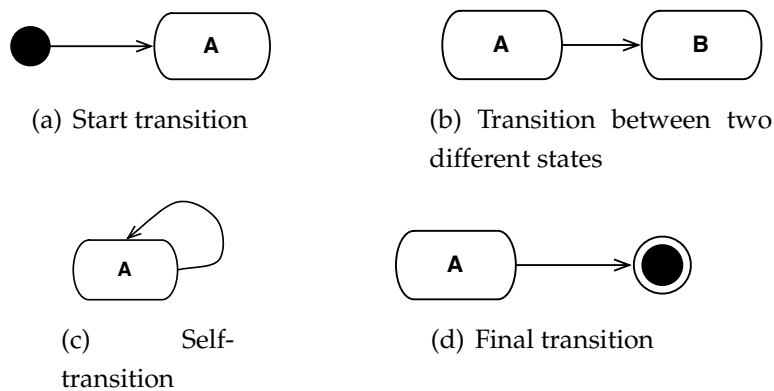 A
(a) Start transition
A B
(b) Transition between two
different states
A
(c) Self-
transition
A
(d) Final transition